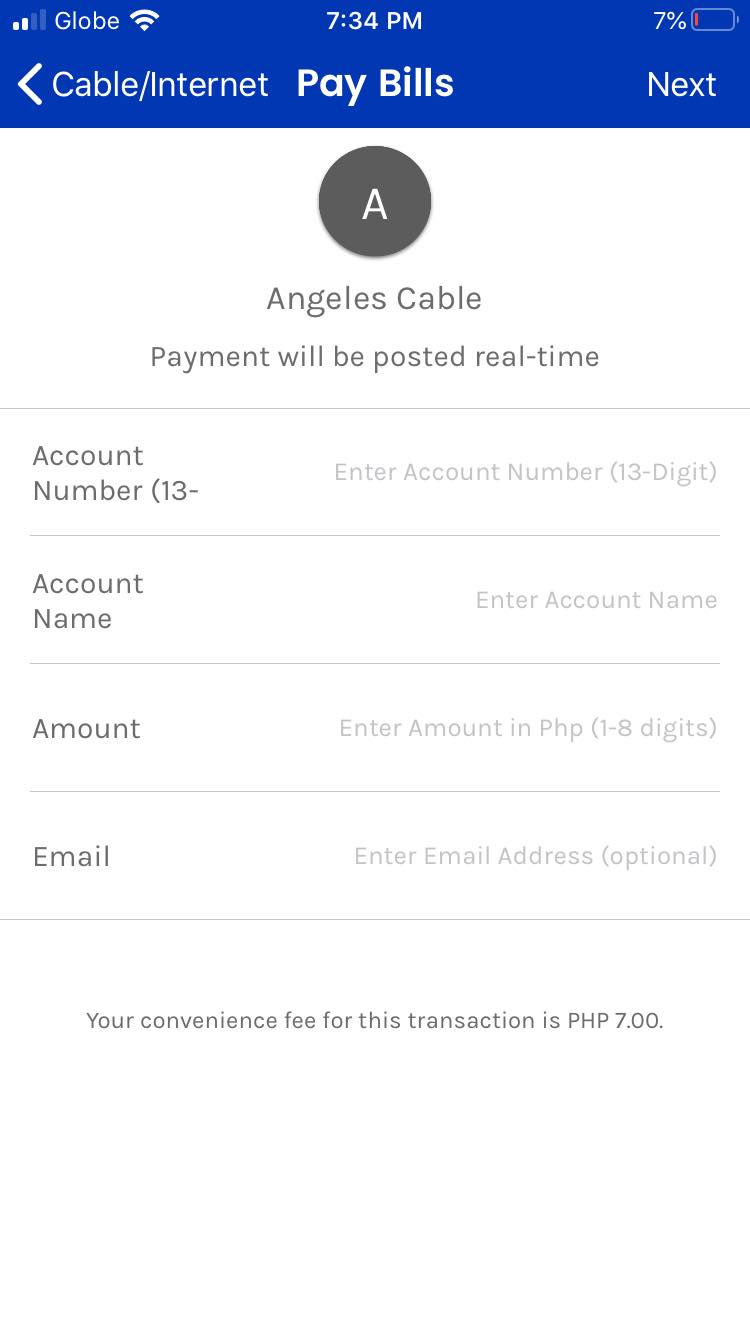 Globe 7:34 PM 7%
Cable/Internet Pay Bills Next
A
Angeles Cable
Payment will be posted real-time
Account
Number (13-
Enter Account Number (13-Digit)
Account
Name
Enter Account Name
Amount Enter Amount in Php (1-8 digits)
Email Enter Email Address (optional)
Your convenience fee for this transaction is PHP 7.00.